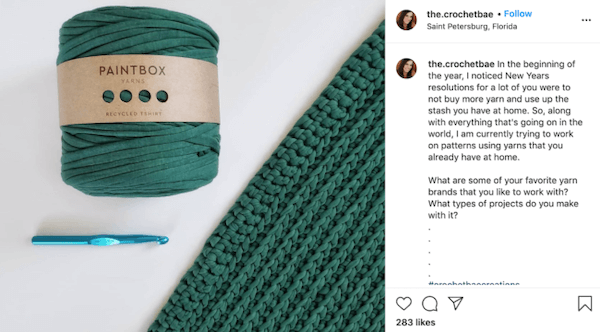 PAINTBOX
YARNS
RECYCLED TSHIRT
the.crochetbae • Follow
Saint Petersburg, Florida
the.crochetbae In the beginning of
the year, I noticed New Years
resolutions for a lot of you were to
not buy more yarn and use up the
stash you have at home. So, along
with everything that's going on in the
world, I am currently trying to work
on patterns using yarns that you
already have at home.
What are some of your favorite yarn
brands that you like to work with?
What types of projects do you make
with it?
.
.
.
.
.
#crochetbaecreations
283 likes